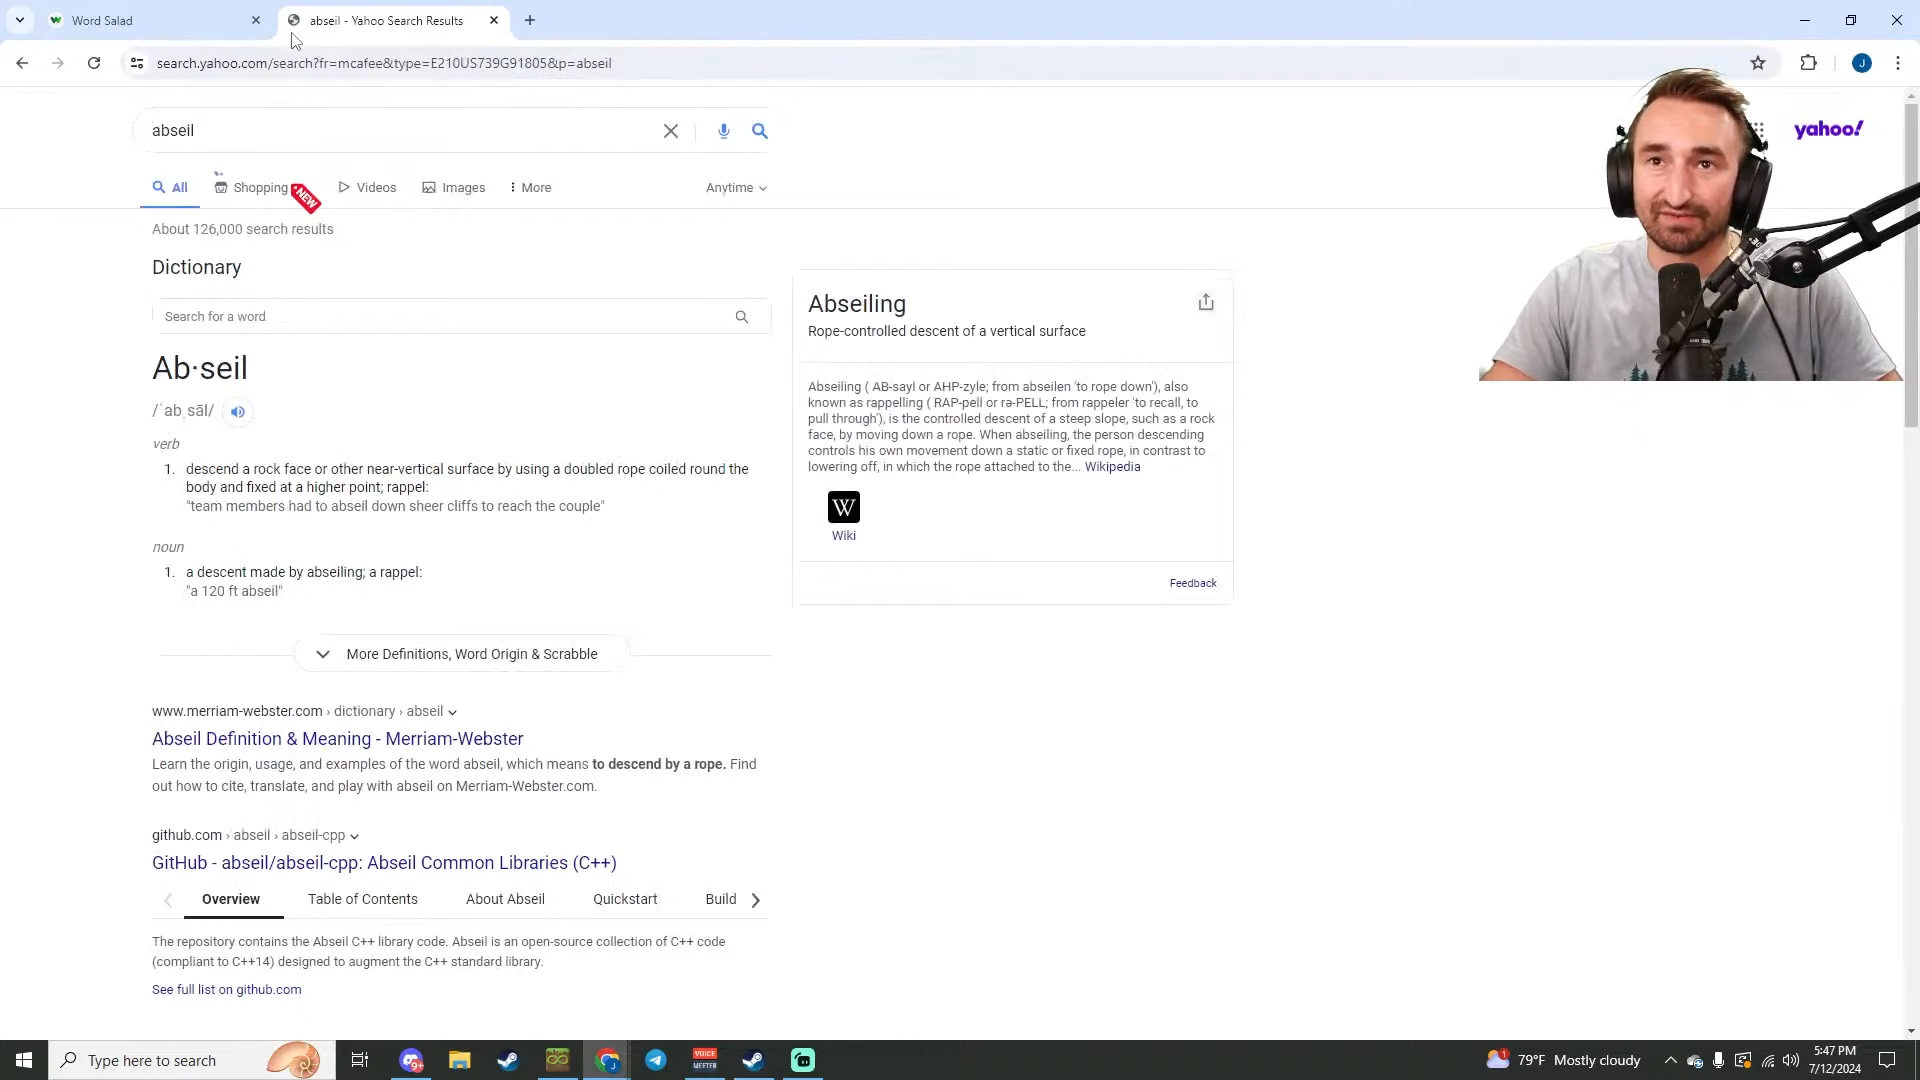 Word Salad
abseil - Yahoo Search Results
search.yahoo.com/search?fr=mcafee&type=E210US739G91805&p=abseil
J
abseil
yahoo!
All
Shopping
NEW
Videos
Images
More
Anytime
About 126,000 search results
Dictionary
Search for a word
Ab·seil
/ˈabˌsāl/
verb
1. descend a rock face or other near-vertical surface by using a doubled rope coiled round the
body and fixed at a higher point; rappel:
"team members had to abseil down sheer cliffs to reach the couple"
noun
1. a descent made by abseiling; a rappel:
"a 120 ft abseil"
More Definitions, Word Origin & Scrabble
Abseiling
Rope-controlled descent of a vertical surface
Abseiling ( AB-sayl or AHP-zyle; from abseilen 'to rope down'), also
known as rappelling ( RAP-pell or rə-PELL; from rappeler 'to recall, to
pull through'), is the controlled descent of a steep slope, such as a rock
face, by moving down a rope. When abseiling, the person descending
controls his own movement down a static or fixed rope, in contrast to
lowering off, in which the rope attached to the... Wikipedia
W
Wiki
Feedback
www.merriam-webster.com › dictionary › abseil
Abseil Definition & Meaning - Merriam-Webster
Learn the origin, usage, and examples of the word abseil, which means to descend by a rope. Find
out how to cite, translate, and play with abseil on Merriam-Webster.com.
github.com › abseil › abseil-cpp
GitHub - abseil/abseil-cpp: Abseil Common Libraries (C++)
Overview
Table of Contents
About Abseil
Quickstart
Build
The repository contains the Abseil C++ library code. Abseil is an open-source collection of C++ code
(compliant to C++14) designed to augment the C++ standard library.
See full list on github.com
Type here to search
9+
J
VOICE
MEETER
1
79°F Mostly cloudy
5:47 PM
7/12/2024